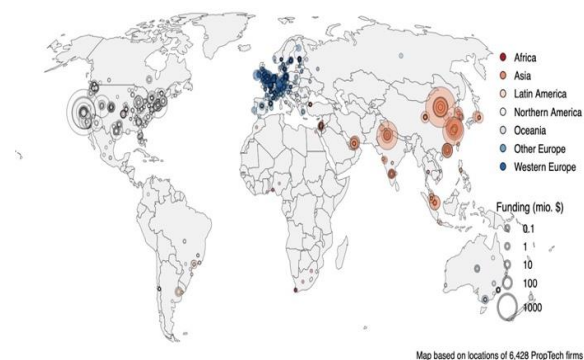 Africa
Asia
Latin America
Northern America
Oceania
Other Europe
Western Europe
Funding (mio. $)
0.1
1
10
100
1000
Map based on locations of 6,428 PropTech firms